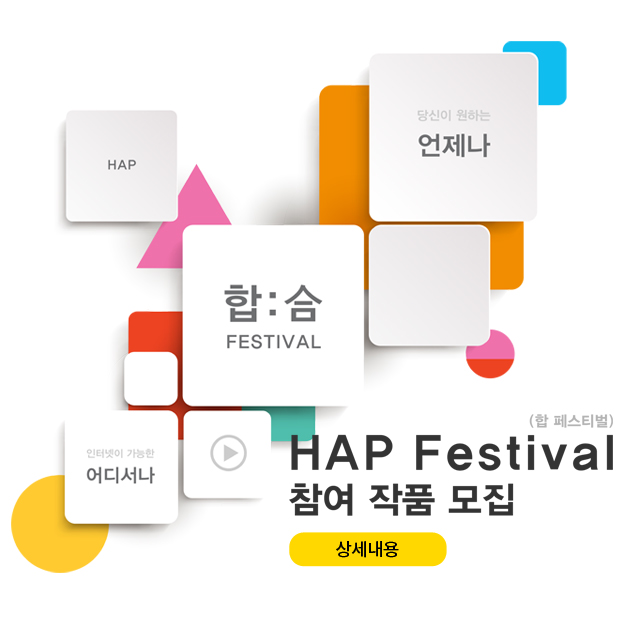 당신이 원하는
언제나
HAP
합:슴
FESTIVAL
인터넷이 가능한
어디서나
(합 페스티벌)
HAP Festival
참여 작품 모집
상세내용